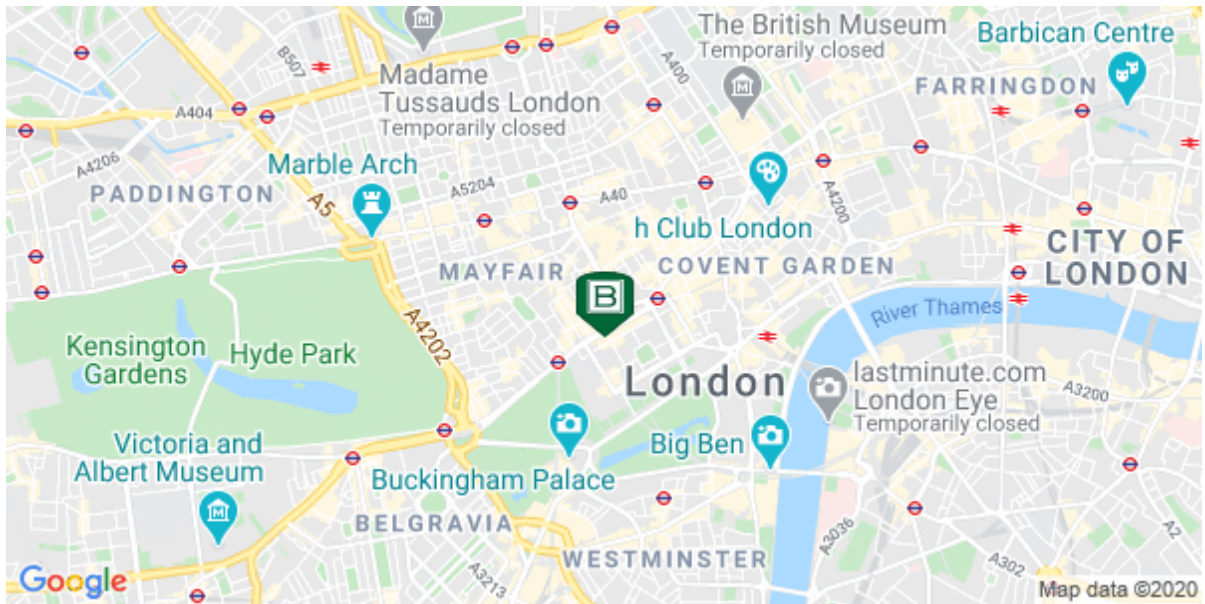 The British Museum
Temporarily closed
Barbican Centre
B507
A400
Madame
Tussauds London
Temporarily closed
FARRINGDON
A404
A4206
Marble Arch
A5204
A40
A4200
PADDINGTON
A5
h Club London
MAYFAIR
COVENT GARDEN
CITY OF
LONDON
B
River Thames
A4202
Kensington
Gardens
Hyde Park
London
lastminute.com
London Eye
Temporarily closed
A3200
Victoria and
Albert Museum
Big Ben
Buckingham Palace
BELGRAVIA
WESTMINSTER
A3036
A2
A302
A3213
Google
Map data ©2020